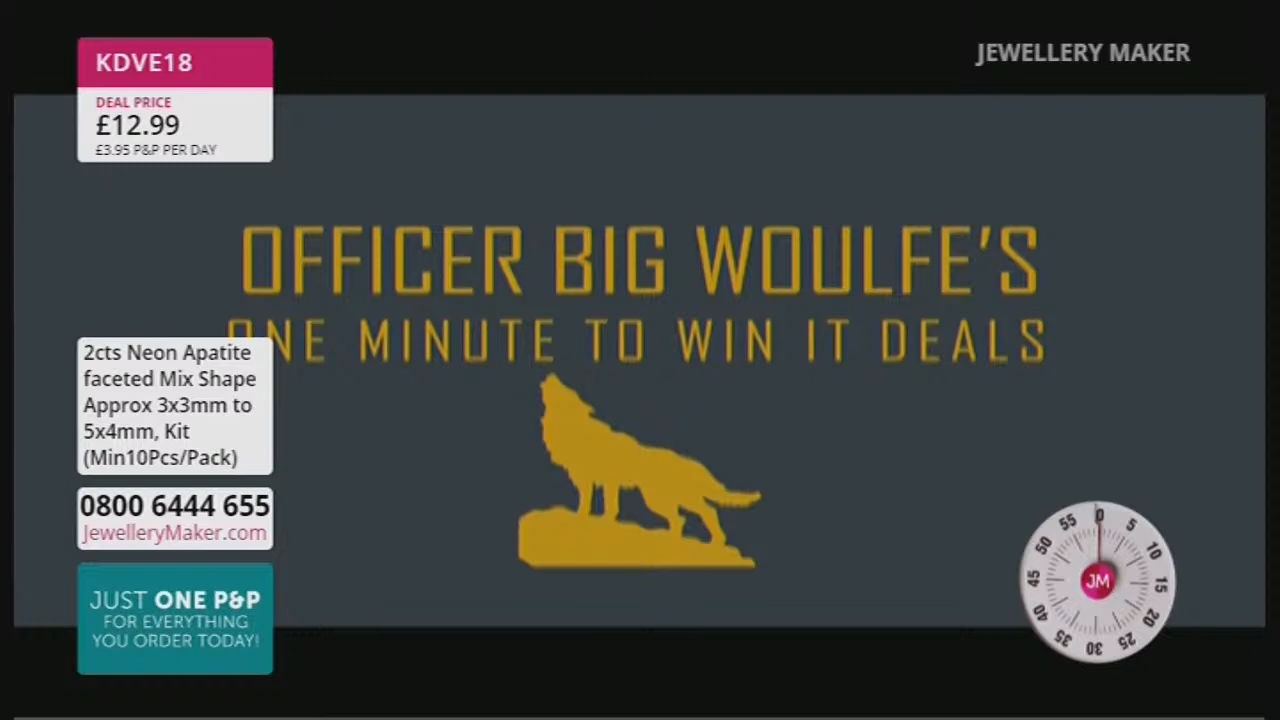 KDVE18
DEAL PRICE
£12.99
£3.95 P&P PER DAY
JEWELLERY MAKER
OFFICER BIG WOULFE'S
ONE MINUTE TO WIN IT DEALS
2cts Neon Apatite
faceted Mix Shape
Approx 3x3mm to
5x4mm, Kit
(Min10Pcs/Pack)
0800 6444 655
JewelleryMaker.com
JUST ONE P&P
FOR EVERYTHING
YOU ORDER TODAY!
0
5
10
15
20
25
30
35
40
45
50
55
JM